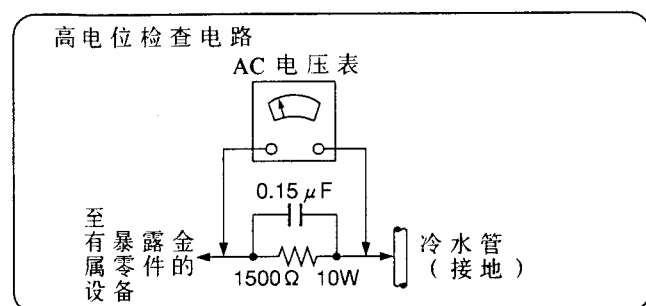 高电位检查电路
AC 电压表
0.15 μF
至
有暴露金
属零件的
设备
1500Ω 10W
冷水管
(接地)